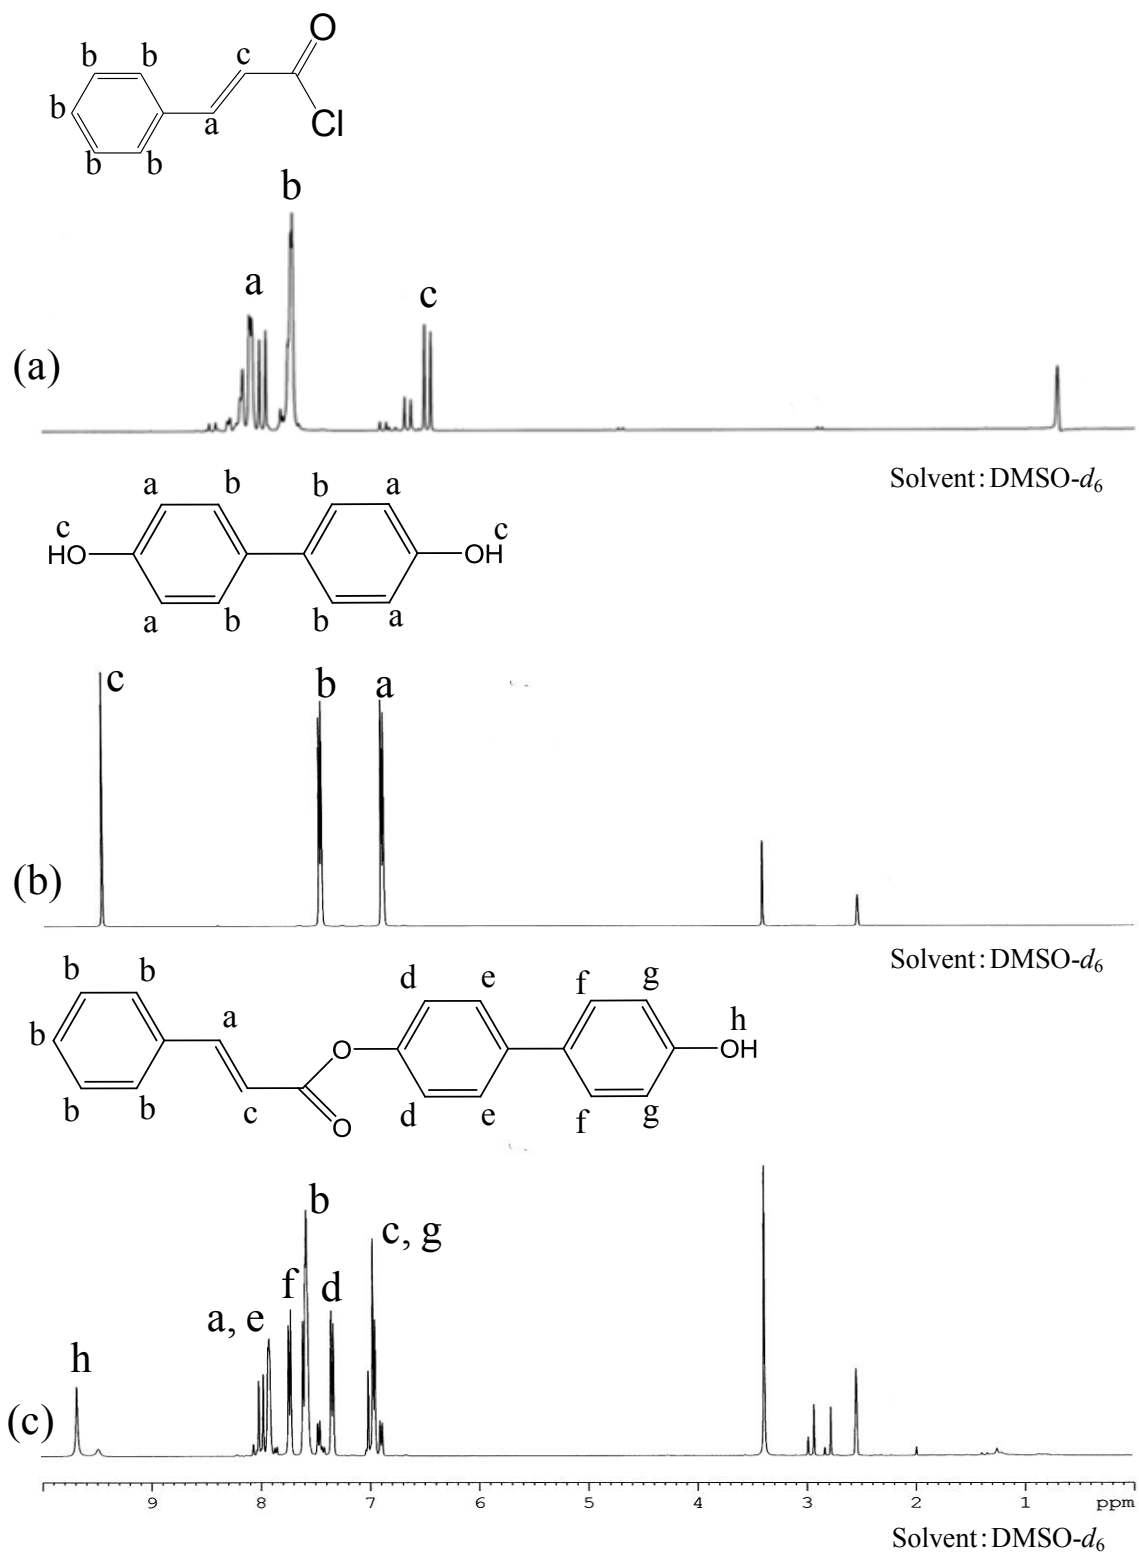 O
b b c
b
a Cl
b b
b
a
c
(a)
Solvent:DMSO-d6
a b b a
c c
HO OH
a b b a
c b a
(b)
Solvent:DMSO-d6
b b d e f g
a h
b O OH
b b c O d e f g
b
c, g
f d
a, e
h
(c)
9 8 7 6 5 4 3 2 1 ppm
Solvent:DMSO-d6